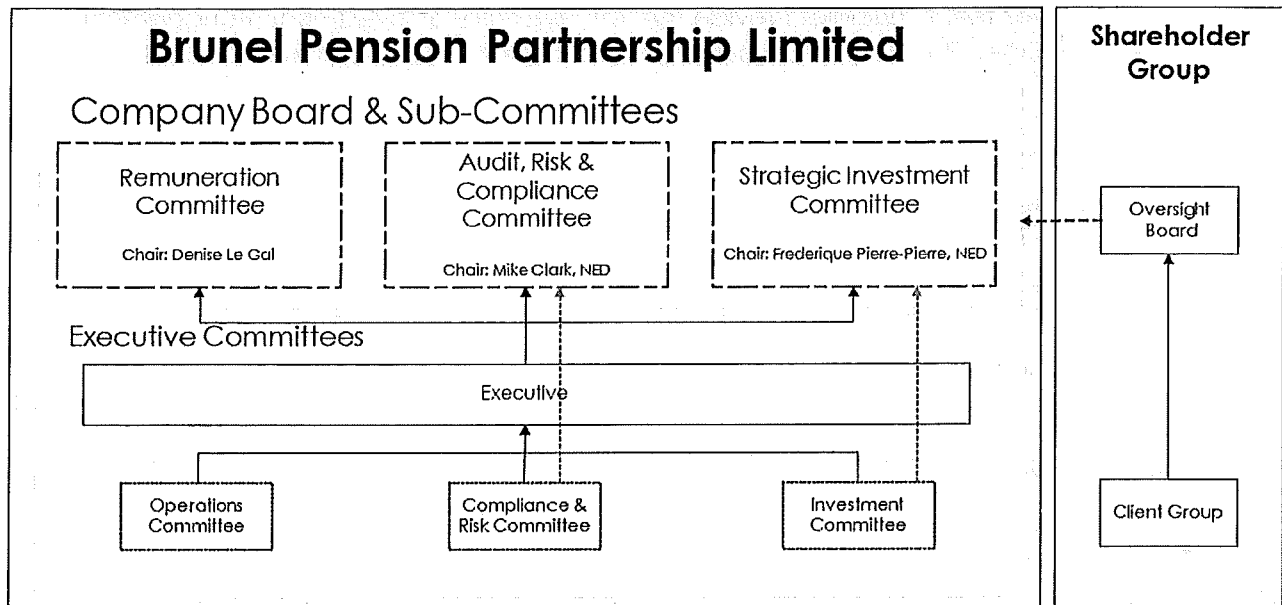 Brunel Pension Partnership Limited
Company Board & Sub-Committees
Remuneration
Committee
Chair: Denise Le Gal
Audit, Risk &
Compliance
Committee
Chair: Mike Clark, NED
Strategic Investment
Committee
Chair: Frederique Pierre-Pierre, NED
Executive Committees
Executive
Operations
Committee
Compliance &
Risk Committee
Investment
Committee
Shareholder
Group
Oversight
Board
Client Group